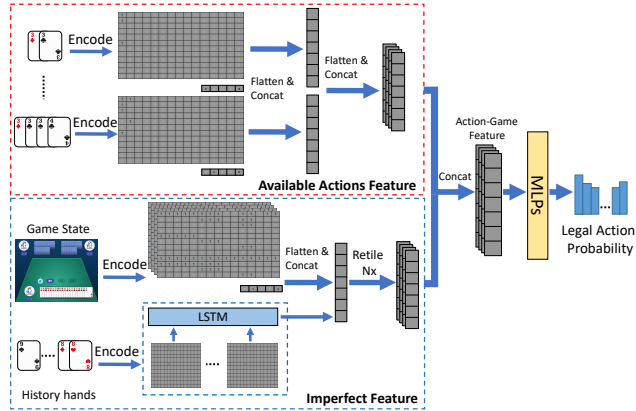 Encode
Flatten &
Concat
Flatten &
Concat
Encode
Available Actions Feature
Action-Game
Feature
Concat
MLPs
Legal Action
Probability
Game State
Encode
Flatten &
Concat
Retile
Nx
LSTM
Encode
History hands
Imperfect Feature